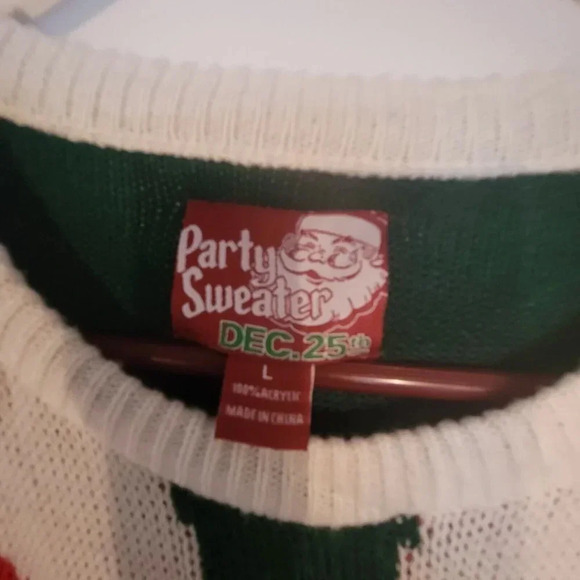 Party
Sweater
DEC. 25th
L
100% ACRYLIC
MADE IN CHINA